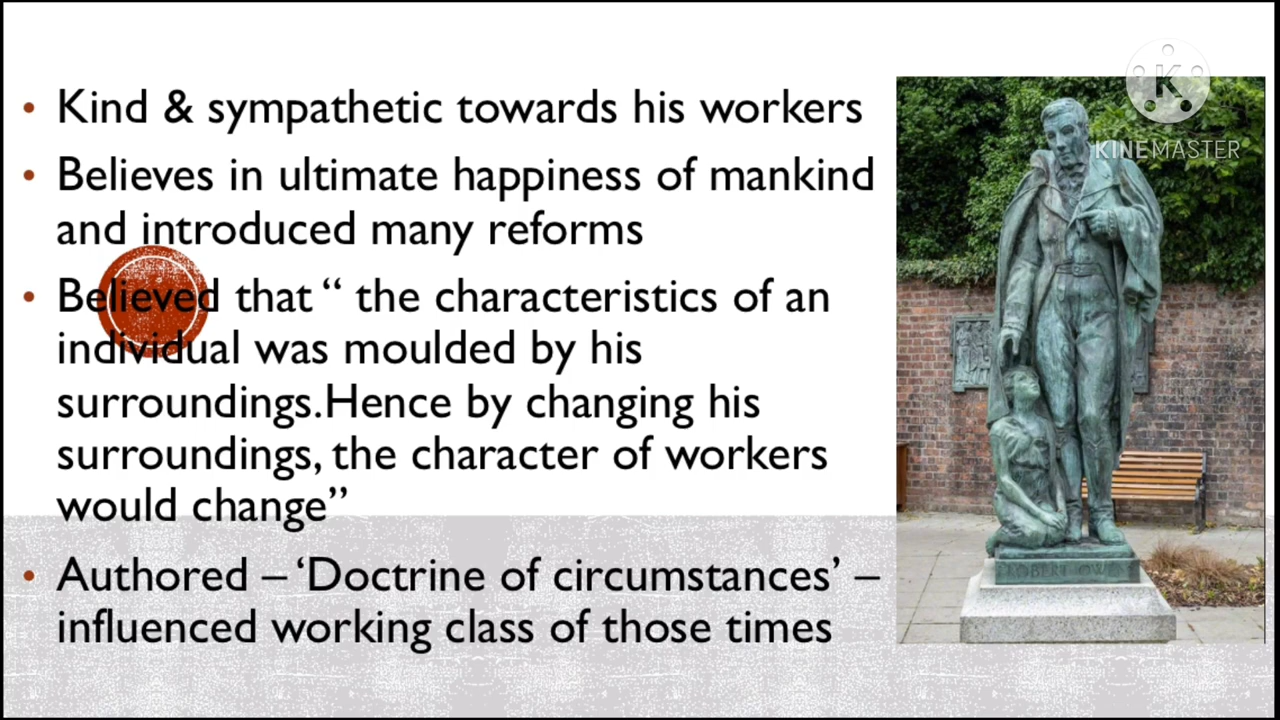 • Kind & sympathetic towards his workers
• Believes in ultimate happiness of mankind
and introduced many reforms
• Believed that “ the characteristics of an
individual was moulded by his
surroundings.Hence by changing his
surroundings, the character of workers
would change”
• Authored – ‘Doctrine of circumstances’ –
influenced working class of those times
K
KINEMASTER
ROBERT OWEN